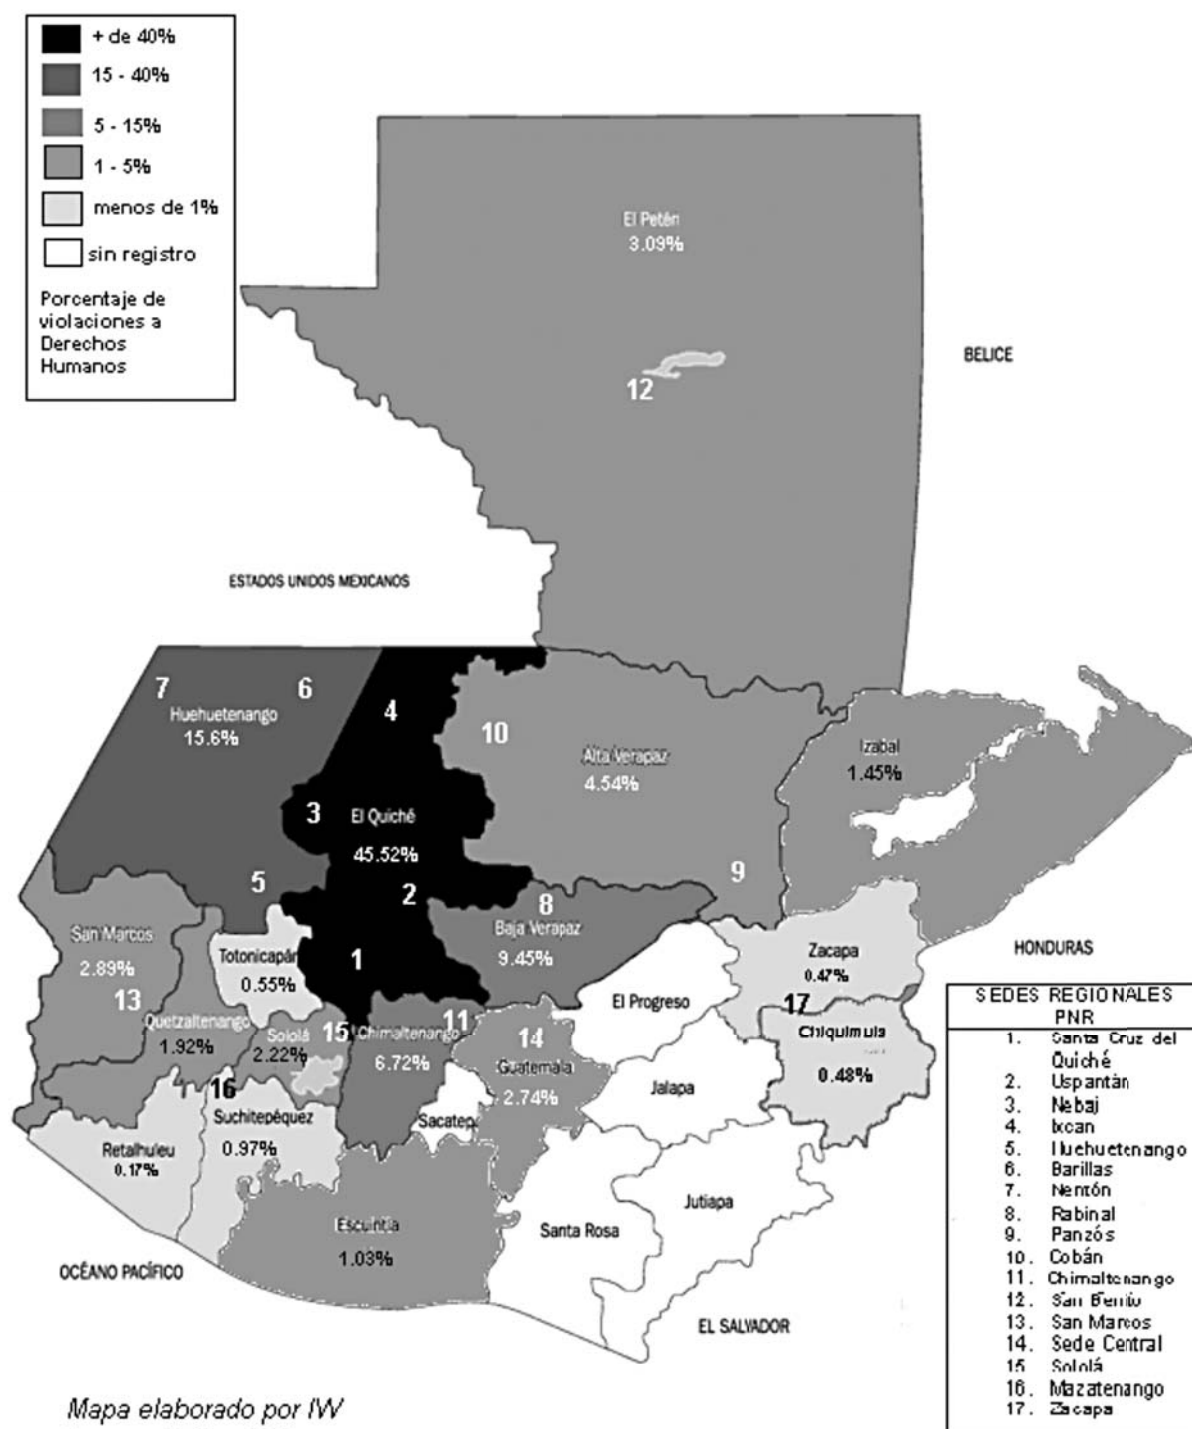 + de 40%
15 - 40%
5 - 15%
1 - 5%
menos de 1%
sin registro
Porcentaje de
violaciones a
Derechos
Humanos
El Petén
3.09%
12
BELICE
ESTADOS UNIDOS MEXICANOS
7
6
4
Huehuetenango
15.6%
10
Alta Verapaz
4.54%
Izabal
1.45%
3
El Quiché
45.52%
5
2
9
8
Baja Verapaz
9.45%
San Marcos
2.89%
13
Totonicapán
0.55%
1
Zacapa
0.47%
17
HONDURAS
El Progreso
Quetzaltenango
1.92%
Sololá
2.22%
15
Chimaltenango
6.72%
11
14
Guatemala
2.74%
Chiquimula
0.48%
16
Suchitepéquez
0.97%
Sacatep.
Jalapa
Retalhuleu
0.17%
Escuintla
1.03%
Santa Rosa
Jutiapa
OCÉANO PACÍFICO
EL SALVADOR
SEDES REGIONALES
PNR
1. Santa Cruz del
Quiché
2. Uspantán
3. Nebaj
4. Ixcan
5. Huehuetenango
6. Barillas
7. Nentón
8. Rabinal
9. Panzós
10. Cobán
11. Chimaltenango
12. San Benito
13. San Marcos
14. Sede Central
15 Sololá
16. Mazatenango
17. Zacapa
Mapa elaborado por IW